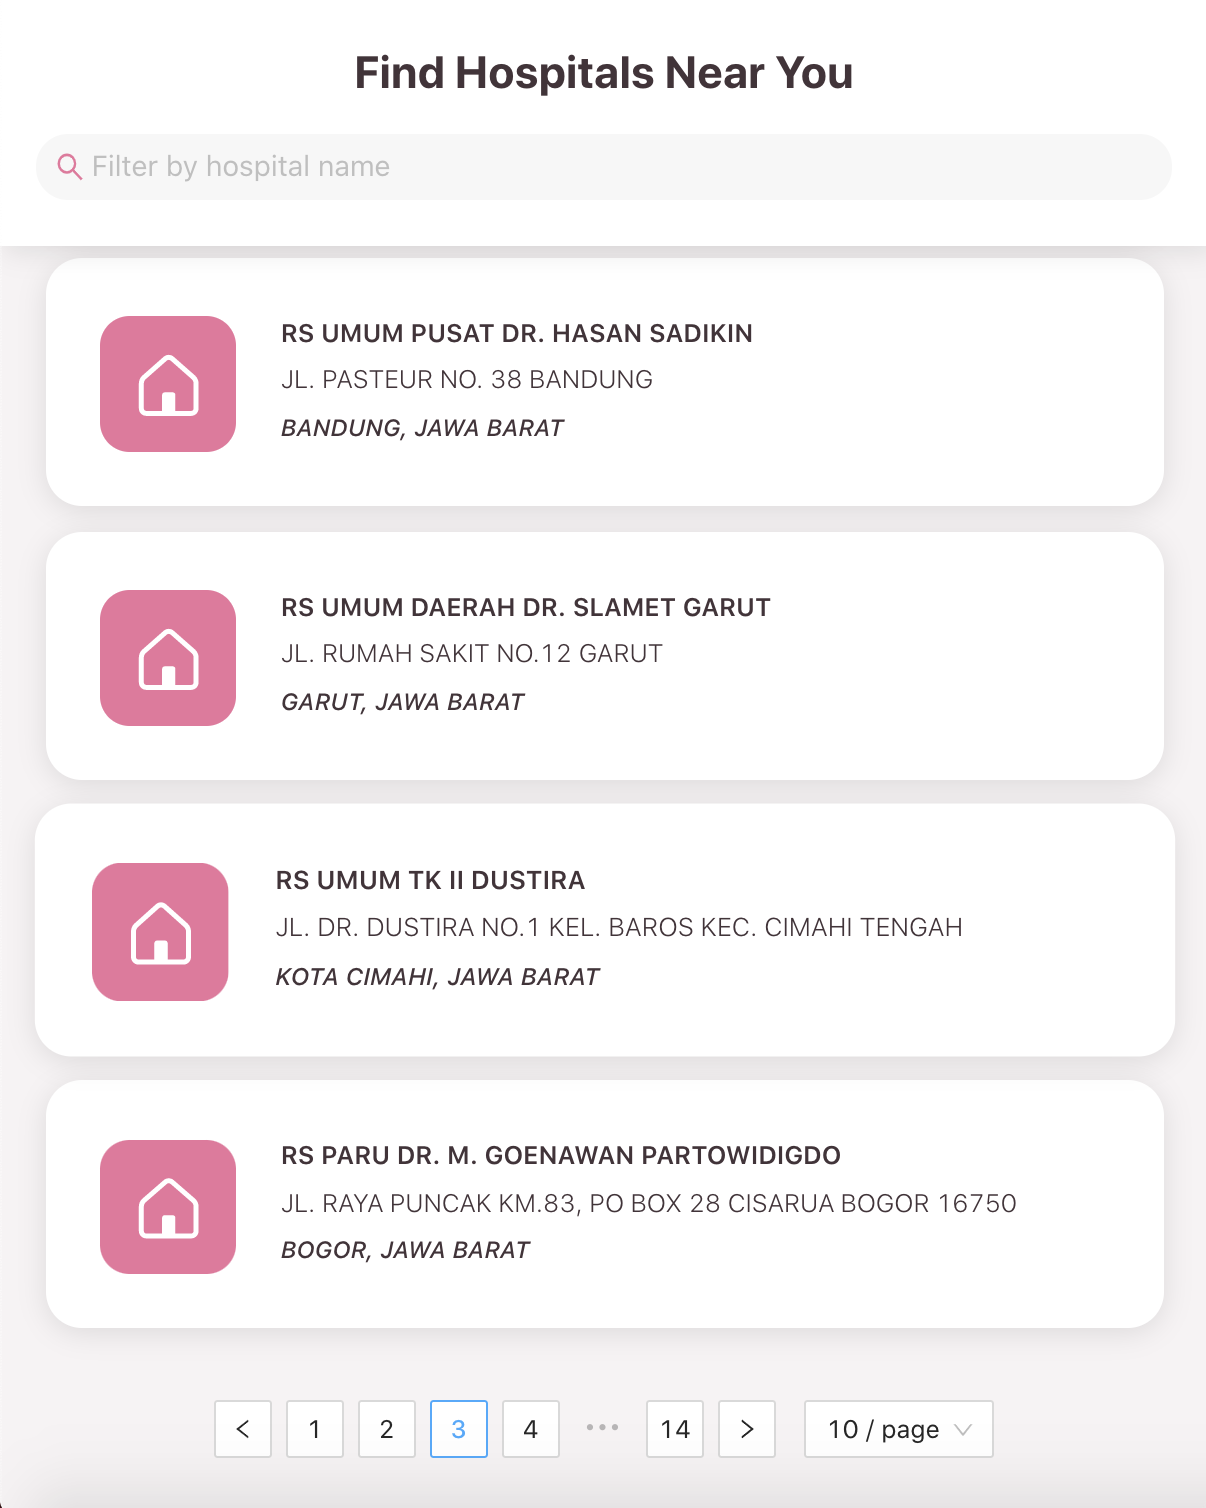 Find Hospitals Near You
Filter by hospital name
RS UMUM PUSAT DR. HASAN SADIKIN
JL. PASTEUR NO. 38 BANDUNG
BANDUNG, JAWA BARAT
RS UMUM DAERAH DR. SLAMET GARUT
JL. RUMAH SAKIT NO.12 GARUT
GARUT, JAWA BARAT
RS UMUM TK II DUSTIRA
JL. DR. DUSTIRA NO.1 KEL. BAROS KEC. CIMAHI TENGAH
KOTA CIMAHI, JAWA BARAT
RS PARU DR. M. GOENAWAN PARTOWIDIGDO
JL. RAYA PUNCAK KM.83, PO BOX 28 CISARUA BOGOR 16750
BOGOR, JAWA BARAT
< 1 2 3 4 ••• 14 > 10 / page